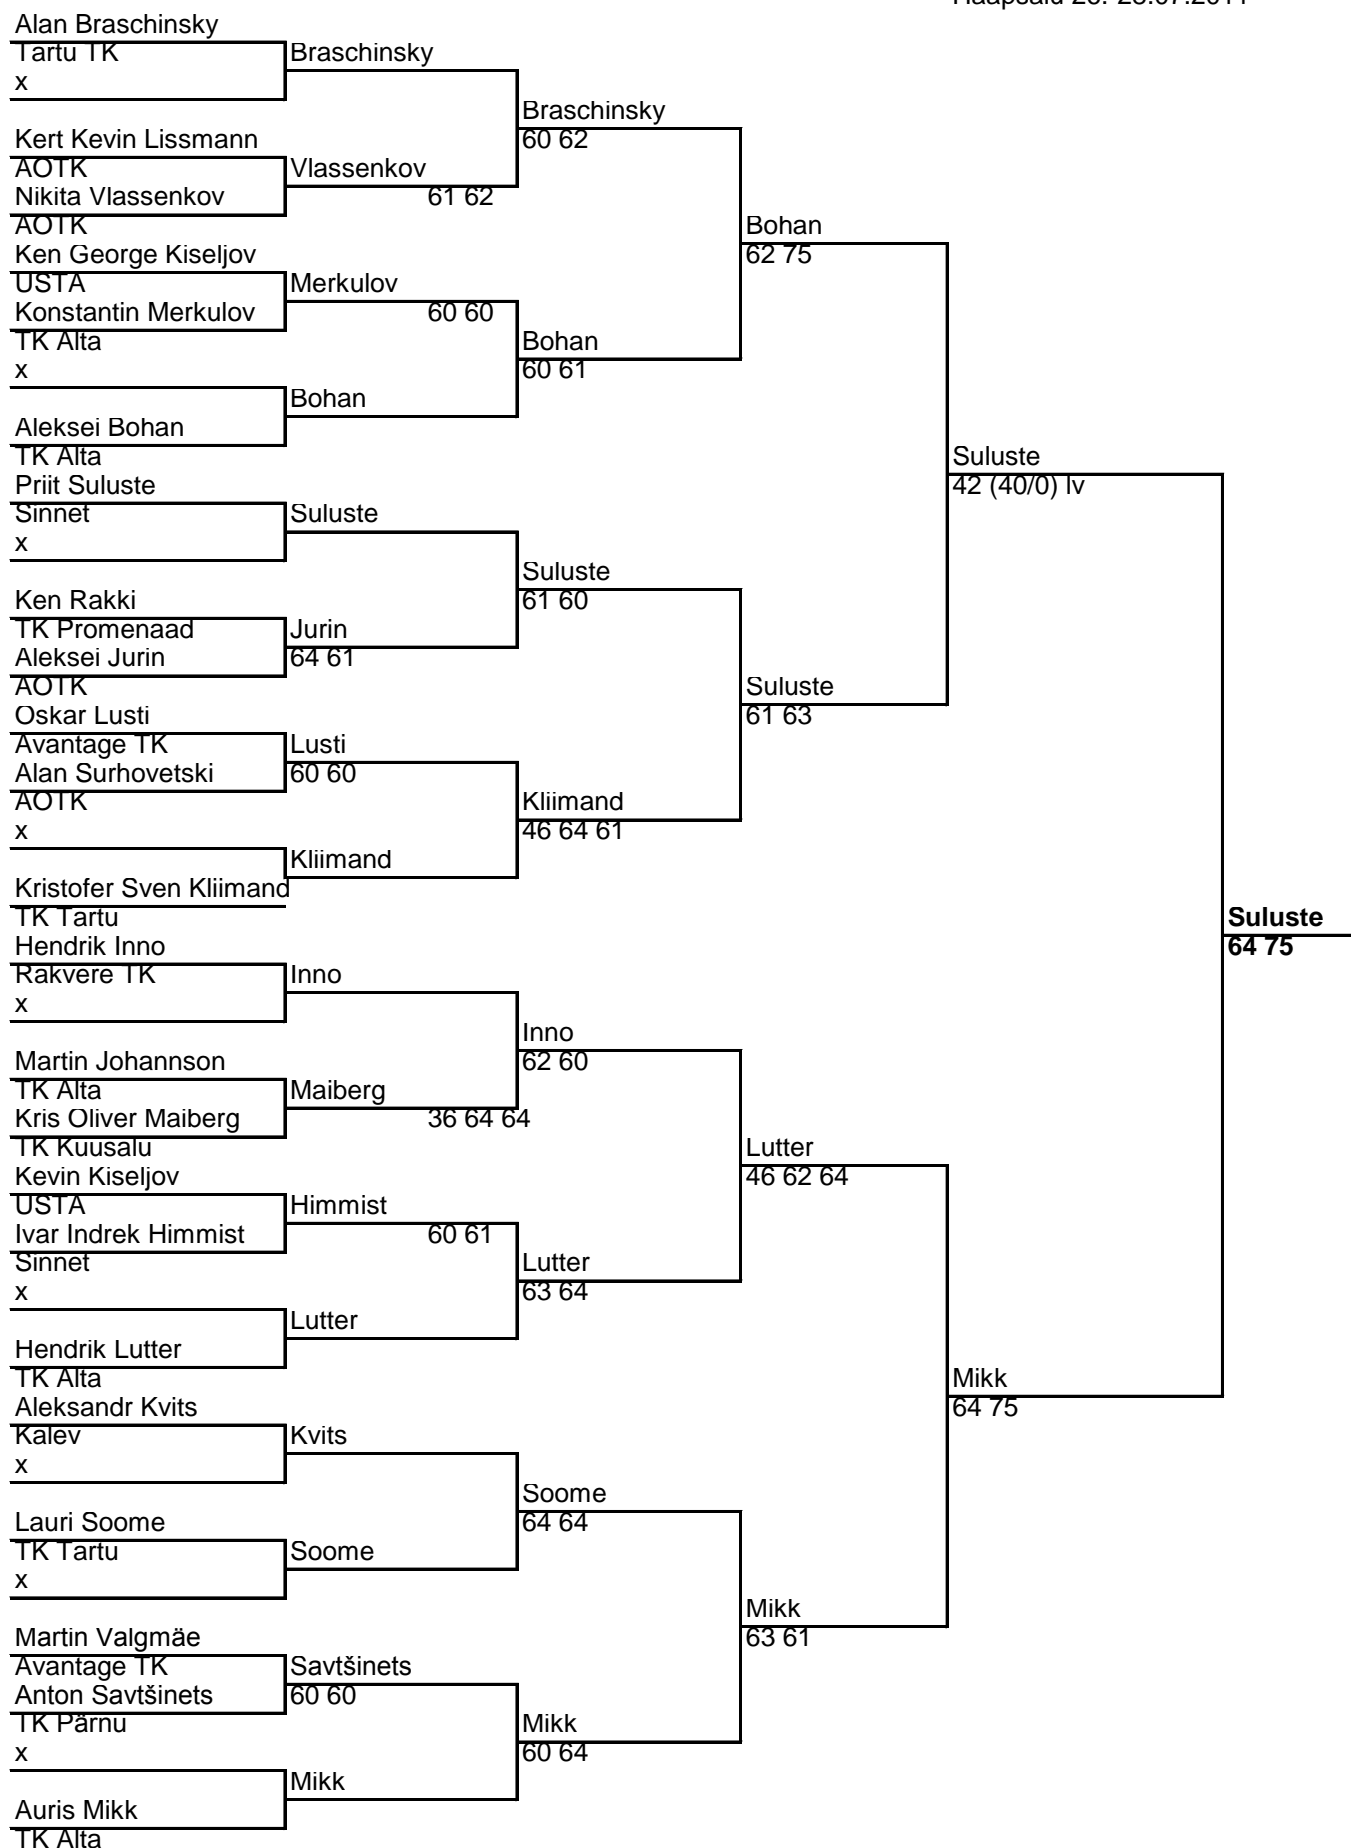 Alan Braschinsky
Tartu TK
Braschinsky
x
Braschinsky
60 62
Kert Kevin Lissmann
AOTK
Vlassenkov
Nikita Vlassenkov
61 62
AOTK
Bohan
62 75
Ken George Kiseljov
USTA
Merkulov
Konstantin Merkulov
60 60
TK Alta
Bohan
60 61
x
Bohan
Aleksei Bohan
TK Alta
Suluste
42 (40/0) lv
Priit Suluste
Sinnet
Suluste
x
Suluste
61 60
Ken Rakki
TK Promenaad
Jurin
Aleksei Jurin
64 61
AOTK
Suluste
61 63
Oskar Lusti
Avantage TK
Lusti
Alan Surhovetski
60 60
AOTK
Kliimand
46 64 61
x
Kliimand
Kristofer Sven Kliimand
TK Tartu
Suluste
64 75
Hendrik Inno
Rakvere TK
Inno
x
Inno
62 60
Martin Johannson
TK Alta
Maiberg
Kris Oliver Maiberg
36 64 64
TK Kuusalu
Lutter
46 62 64
Kevin Kiseljov
USTA
Himmist
Ivar Indrek Himmist
60 61
Sinnet
Lutter
63 64
x
Lutter
Hendrik Lutter
TK Alta
Mikk
64 75
Aleksandr Kvits
Kalev
Kvits
x
Soome
64 64
Lauri Soome
TK Tartu
Soome
x
Mikk
63 61
Martin Valgmäe
Avantage TK
Savtšinets
Anton Savtšinets
60 60
TK Pärnu
Mikk
60 64
x
Mikk
Auris Mikk
TK Alta